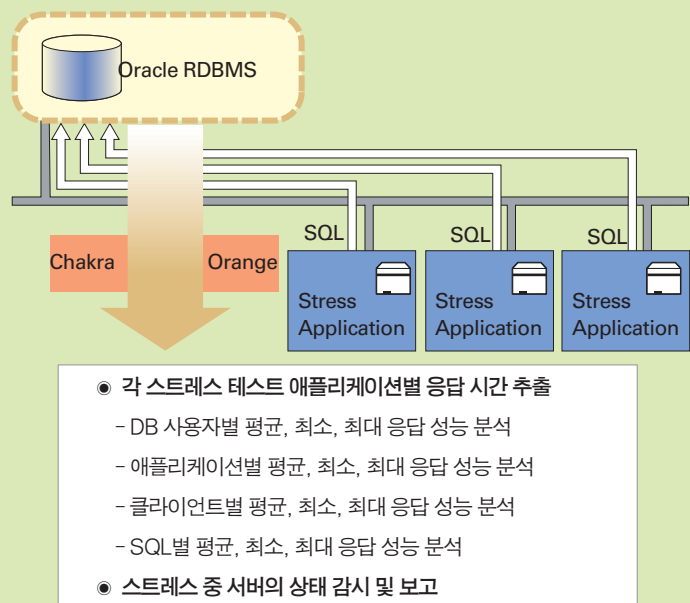 Oracle RDBMS
SQL
SQL
SQL
Chakra
Orange
Stress
Application
Stress
Application
Stress
Application
◉ 각 스트레스 테스트 애플리케이션별 응답 시간 추출
- DB 사용자별 평균, 최소, 최대 응답 성능 분석
- 애플리케이션별 평균, 최소, 최대 응답 성능 분석
- 클라이언트별 평균, 최소, 최대 응답 성능 분석
- SQL별 평균, 최소, 최대 응답 성능 분석
◉ 스트레스 중 서버의 상태 감시 및 보고